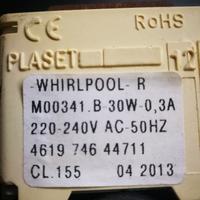 CE RoHS
PLASET 12
-WHIRLPOOL- R
M00341.B-30W-0,3A
220-240V AC-50HZ
4619 746 44711
CL.155 04 2013